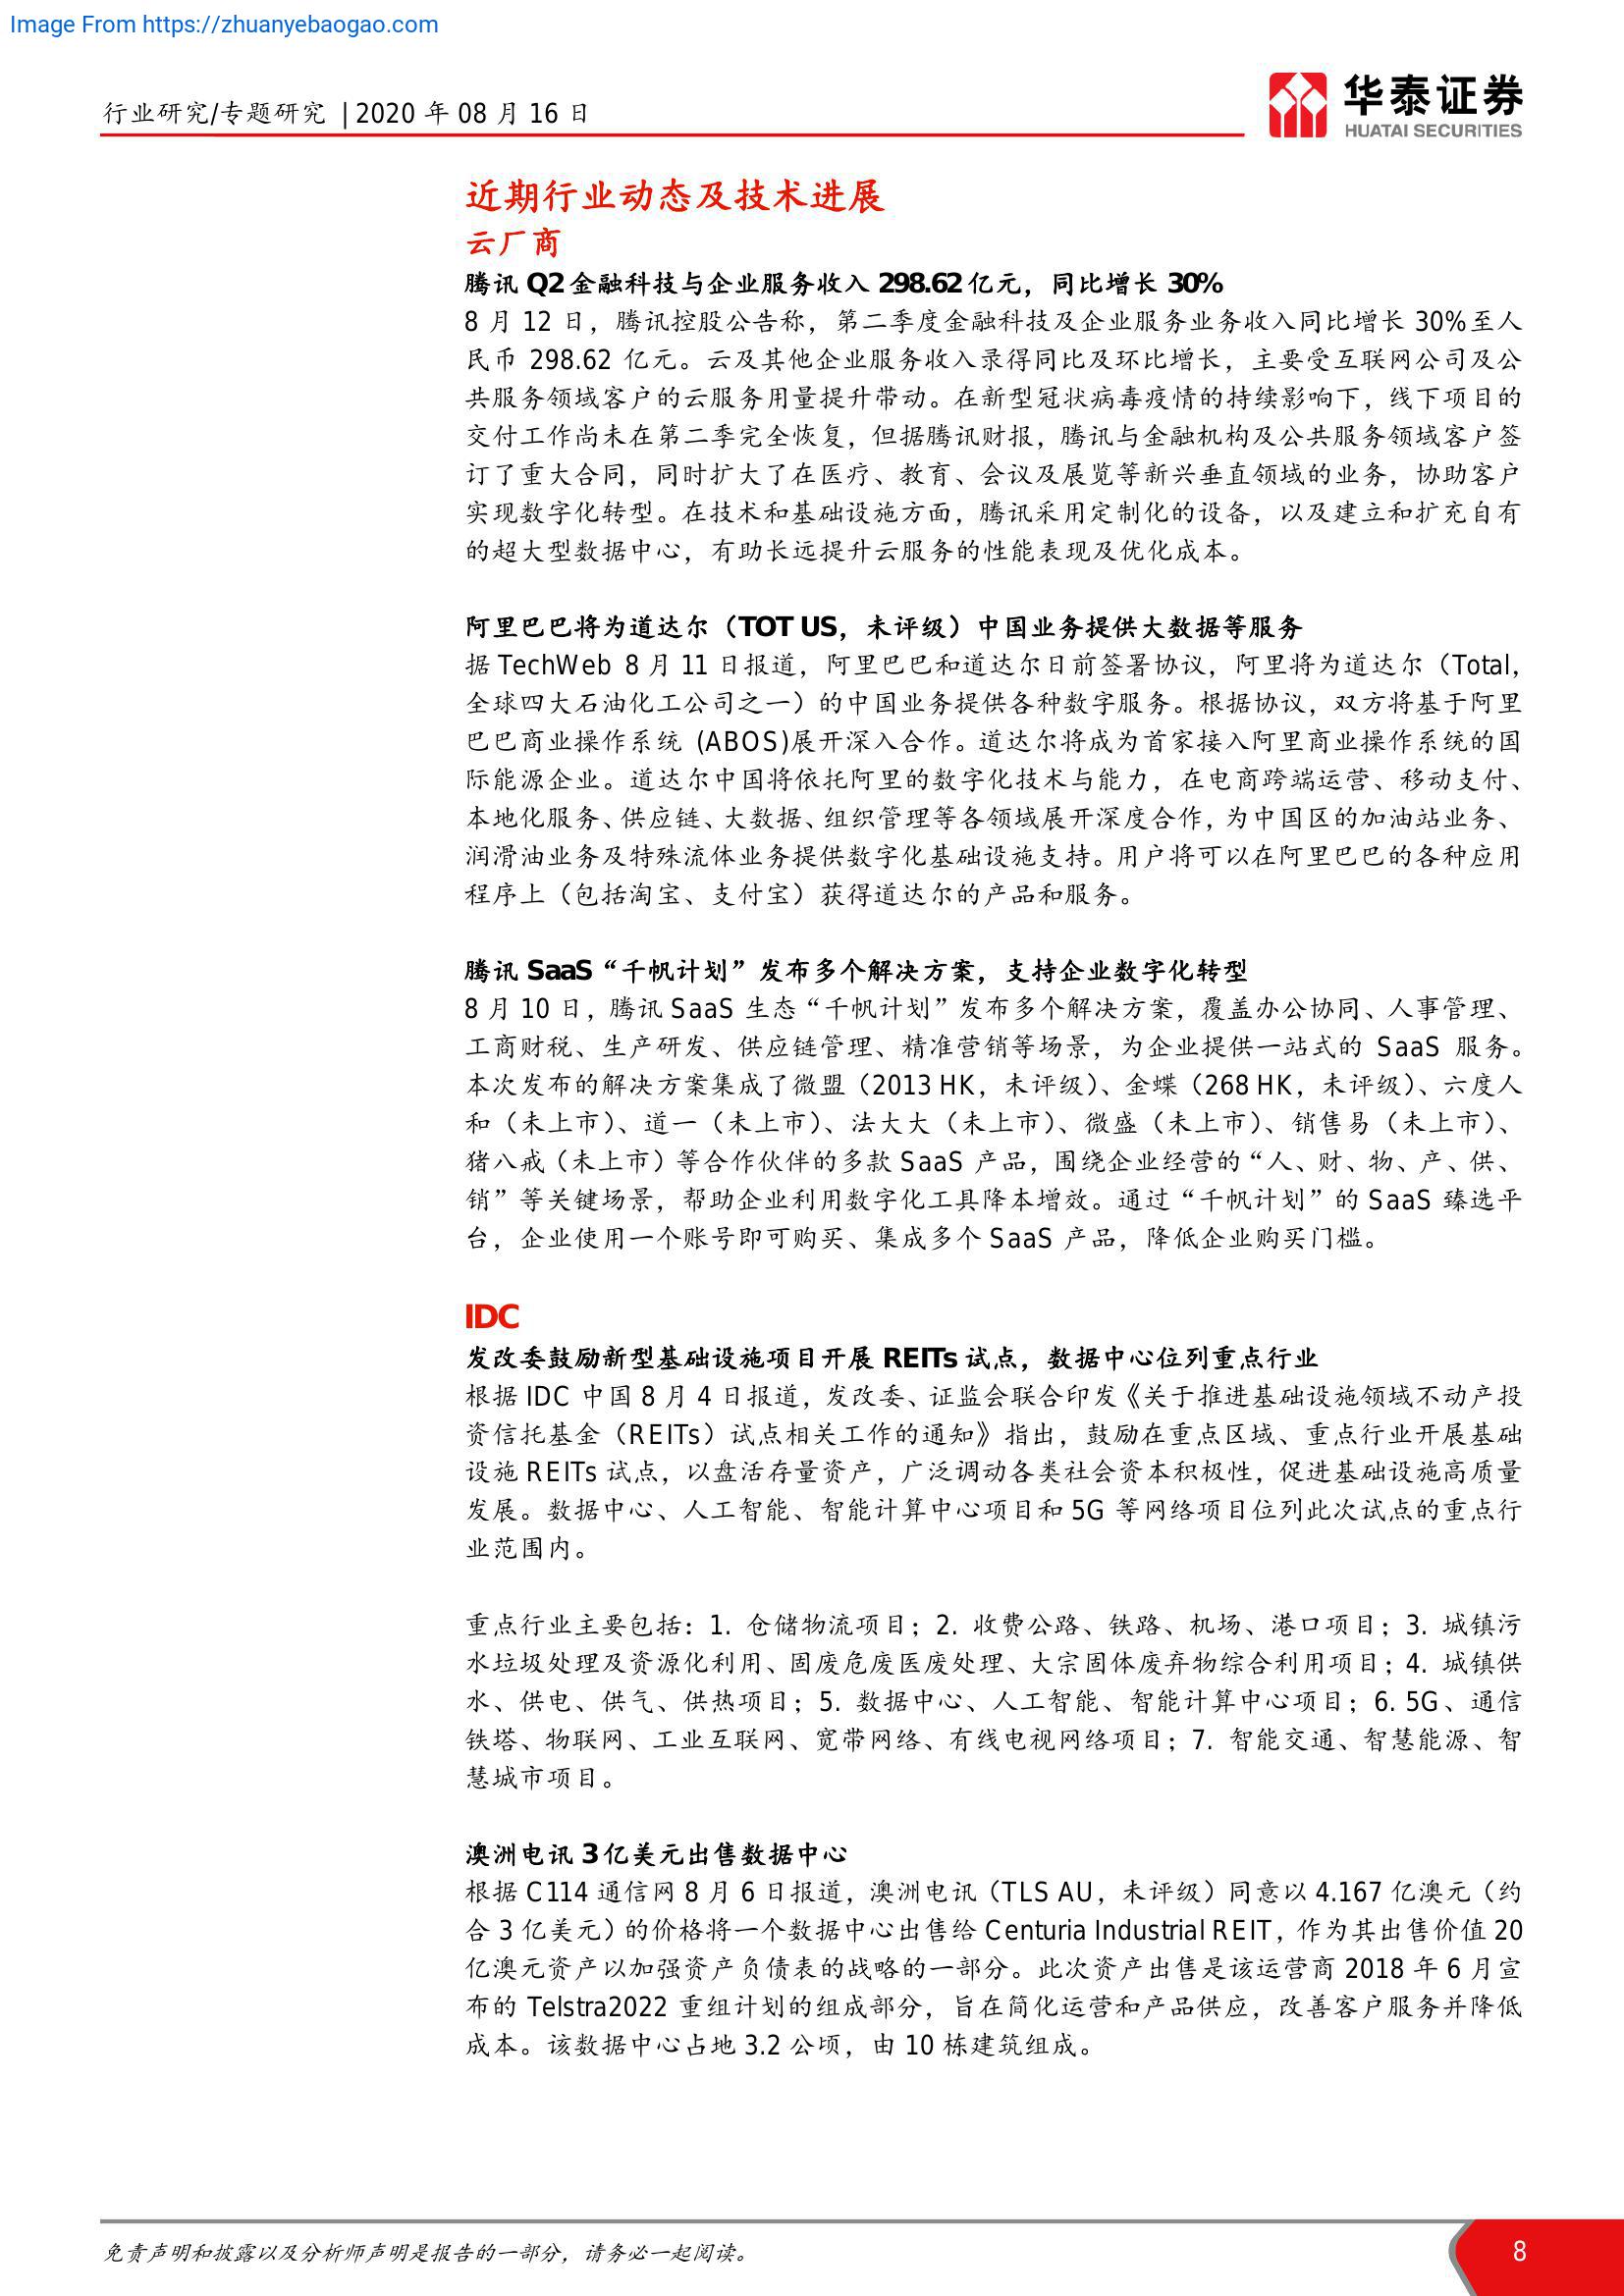 Image From https://zhuanyebaogao.com
行业研究/专题研究 | 2020 年 08 月 16 日
华泰证券
HUATAI SECURITIES
近期行业动态及技术进展
云厂商
腾讯 Q2 金融科技与企业服务收入 298.62 亿元，同比增长 30%
8 月 12 日，腾讯控股公告称，第二季度金融科技及企业服务业务收入同比增长 30%至人
民币 298.62 亿元。云及其他企业服务收入录得同比及环比增长，主要受互联网公司及公
共服务领域客户的云服务用量提升带动。在新型冠状病毒疫情的持续影响下，线下项目的
交付工作尚未在第二季完全恢复，但据腾讯财报，腾讯与金融机构及公共服务领域客户签
订了重大合同，同时扩大了在医疗、教育、会议及展览等新兴垂直领域的业务，协助客户
实现数字化转型。在技术和基础设施方面，腾讯采用定制化的设备，以及建立和扩充自有
的超大型数据中心，有助长远提升云服务的性能表现及优化成本。
阿里巴巴将为道达尔（TOT US，未评级）中国业务提供大数据等服务
据 TechWeb 8 月 11 日报道，阿里巴巴和道达尔日前签署协议，阿里将为道达尔（Total，
全球四大石油化工公司之一）的中国业务提供各种数字服务。根据协议，双方将基于阿里
巴巴商业操作系统 (ABOS)展开深入合作。道达尔将成为首家接入阿里商业操作系统的国
际能源企业。道达尔中国将依托阿里的数字化技术与能力，在电商跨端运营、移动支付、
本地化服务、供应链、大数据、组织管理等各领域展开深度合作，为中国区的加油站业务、
润滑油业务及特殊流体业务提供数字化基础设施支持。用户将可以在阿里巴巴的各种应用
程序上（包括淘宝、支付宝）获得道达尔的产品和服务。
腾讯 SaaS“千帆计划”发布多个解决方案，支持企业数字化转型
8 月 10 日，腾讯 SaaS 生态“千帆计划”发布多个解决方案，覆盖办公协同、人事管理、
工商财税、生产研发、供应链管理、精准营销等场景，为企业提供一站式的 SaaS 服务。
本次发布的解决方案集成了微盟（2013 HK，未评级）、金蝶（268 HK，未评级）、六度人
和（未上市）、道一（未上市）、法大大（未上市）、微盛（未上市）、销售易（未上市）、
猪八戒（未上市）等合作伙伴的多款 SaaS 产品，围绕企业经营的“人、财、物、产、供、
销”等关键场景，帮助企业利用数字化工具降本增效。通过“千帆计划”的 SaaS 臻选平
台，企业使用一个账号即可购买、集成多个 SaaS 产品，降低企业购买门槛。
IDC
发改委鼓励新型基础设施项目开展 REITs 试点，数据中心位列重点行业
根据 IDC 中国 8 月 4 日报道，发改委、证监会联合印发《关于推进基础设施领域不动产投
资信托基金（REITs）试点相关工作的通知》指出，鼓励在重点区域、重点行业开展基础
设施 REITs 试点，以盘活存量资产，广泛调动各类社会资本积极性，促进基础设施高质量
发展。数据中心、人工智能、智能计算中心项目和 5G 等网络项目位列此次试点的重点行
业范围内。
重点行业主要包括：1. 仓储物流项目；2. 收费公路、铁路、机场、港口项目；3. 城镇污
水垃圾处理及资源化利用、固废危废医废处理、大宗固体废弃物综合利用项目；4. 城镇供
水、供电、供气、供热项目；5. 数据中心、人工智能、智能计算中心项目；6. 5G、通信
铁塔、物联网、工业互联网、宽带网络、有线电视网络项目；7. 智能交通、智慧能源、智
慧城市项目。
澳洲电讯 3 亿美元出售数据中心
根据 C114 通信网 8 月 6 日报道，澳洲电讯（TLS AU，未评级）同意以 4.167 亿澳元（约
合 3 亿美元）的价格将一个数据中心出售给 Centuria Industrial REIT，作为其出售价值 20
亿澳元资产以加强资产负债表的战略的一部分。此次资产出售是该运营商 2018 年 6 月宣
布的 Telstra2022 重组计划的组成部分，旨在简化运营和产品供应，改善客户服务并降低
成本。该数据中心占地 3.2 公顷，由 10 栋建筑组成。
免责声明和披露以及分析师声明是报告的一部分，请务必一起阅读。
8